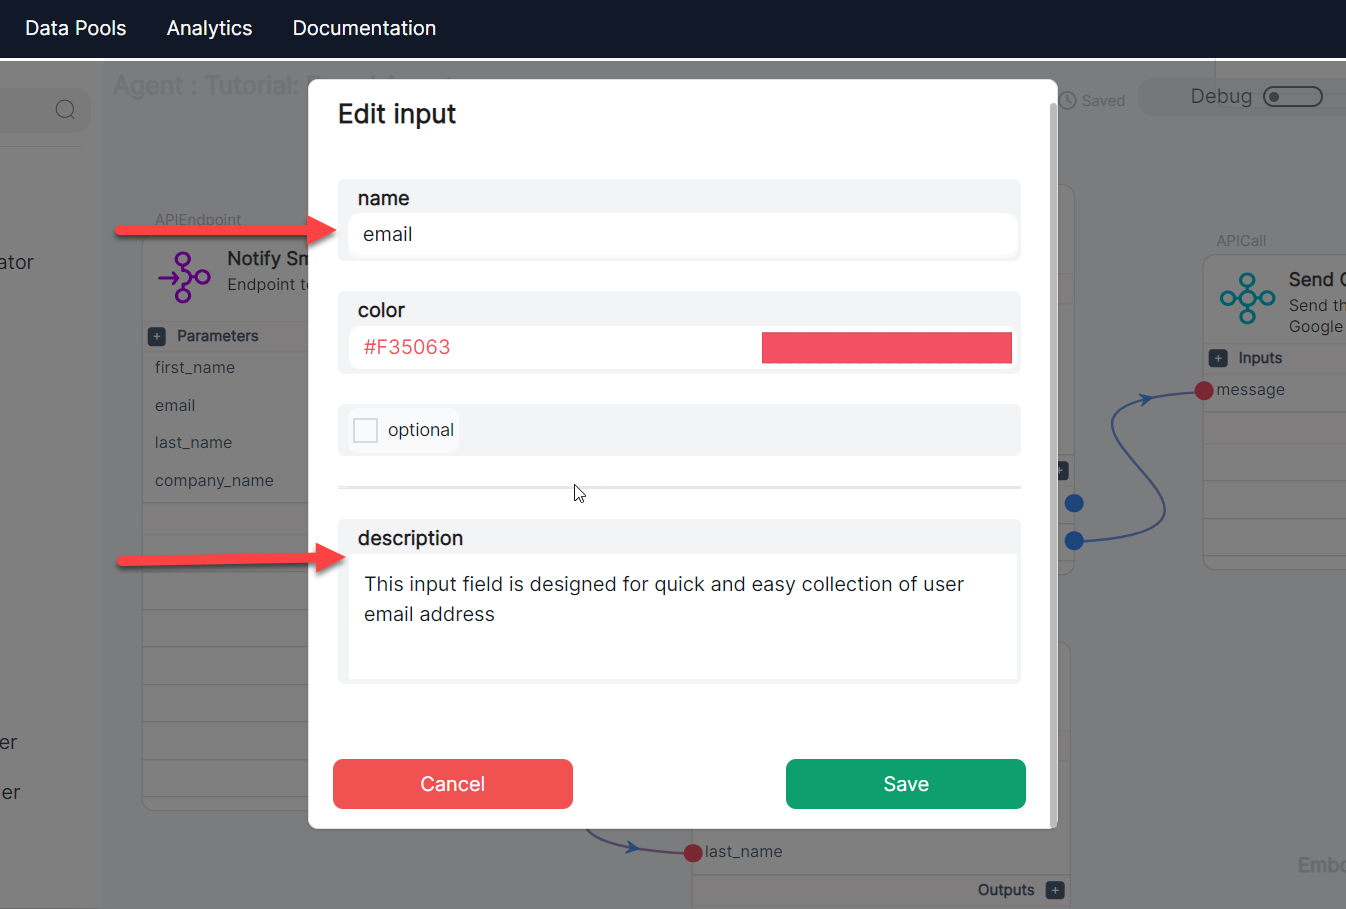 Data Pools Analytics Documentation
Agent : Tutorial:
Saved
Debug
Edit input
name
email
color
#F35063
optional
description
This input field is designed for quick and easy collection of user
email address
Cancel
Save
APIEndpoint
Notify Sm
Endpoint to
Parameters
first_name
email
last_name
company_name
ator
er
er
APICall
Send
Send th
Google
Inputs
message
last_name
Outputs
Embo